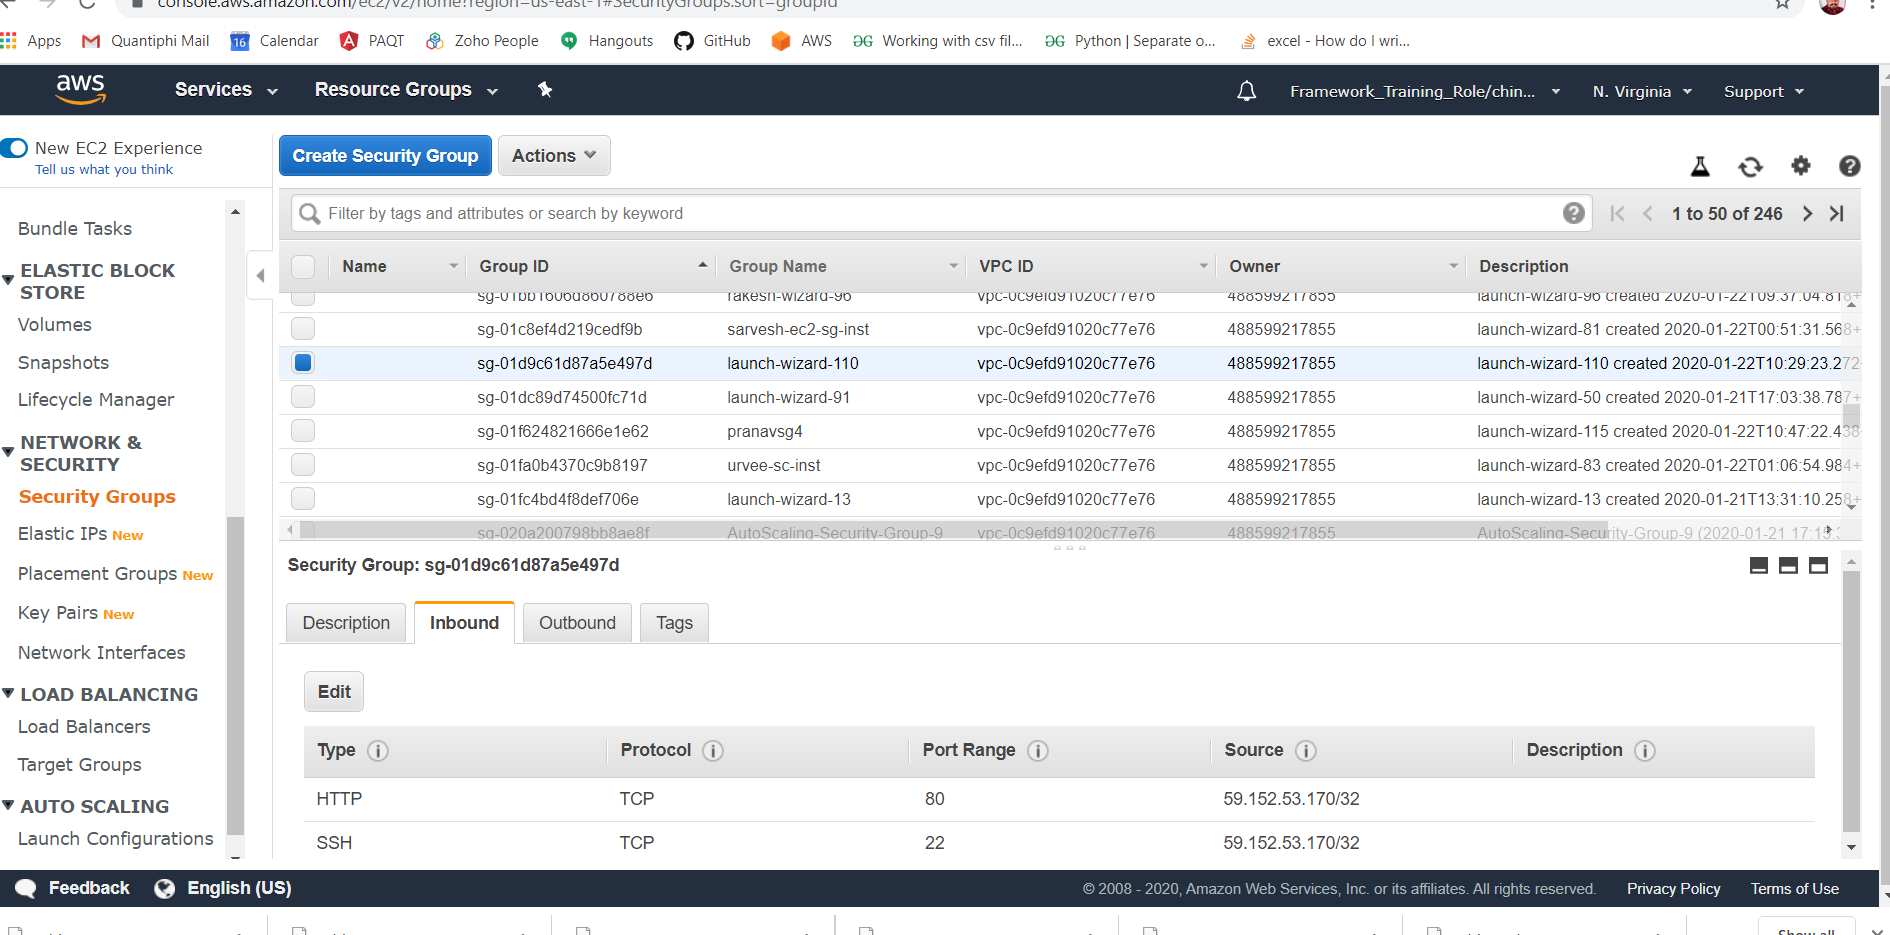 console.aws.amazon.com/ec2/v2/home?region=us-east-1#SecurityGroups:sort=groupId
Apps Quantiphi Mail 16 Calendar PAQT Zoho People Hangouts GitHub AWS Working with csv fil... Python | Separate o... excel - How do I wri...
aws Services Resource Groups Framework_Training_Role/chin... N. Virginia Support
New EC2 Experience
Tell us what you think
Bundle Tasks
ELASTIC BLOCK
STORE
Volumes
Snapshots
Lifecycle Manager
NETWORK &
SECURITY
Security Groups
Elastic IPs New
Placement Groups New
Key Pairs New
Network Interfaces
LOAD BALANCING
Load Balancers
Target Groups
AUTO SCALING
Launch Configurations
Create Security Group Actions
Filter by tags and attributes or search by keyword 1 to 50 of 246
Name Group ID Group Name VPC ID Owner Description
sg-01bb1606d860788e6 rakesh-wizard-96 vpc-0c9efd91020c77e76 488599217855 launch-wizard-96 created 2020-01-22T09:37:04.818+
sg-01c8ef4d219cedf9b sarvesh-ec2-sg-inst vpc-0c9efd91020c77e76 488599217855 launch-wizard-81 created 2020-01-22T00:51:31.568+
sg-01d9c61d87a5e497d launch-wizard-110 vpc-0c9efd91020c77e76 488599217855 launch-wizard-110 created 2020-01-22T10:29:23.272
sg-01dc89d74500fc71d launch-wizard-91 vpc-0c9efd91020c77e76 488599217855 launch-wizard-50 created 2020-01-21T17:03:38.787+
sg-01f624821666e1e62 pranavsg4 vpc-0c9efd91020c77e76 488599217855 launch-wizard-115 created 2020-01-22T10:47:22.438
sg-01fa0b4370c9b8197 urvee-sc-inst vpc-0c9efd91020c77e76 488599217855 launch-wizard-83 created 2020-01-22T01:06:54.984+
sg-01fc4bd4f8def706e launch-wizard-13 vpc-0c9efd91020c77e76 488599217855 launch-wizard-13 created 2020-01-21T13:31:10.258+
sg-020a200798bb8ae8f AutoScaling-Security-Group-9 vpc-0c9efd91020c77e76 488599217855 AutoScaling-Security-Group-9 (2020-01-21 17:15:3
Security Group: sg-01d9c61d87a5e497d
Description Inbound Outbound Tags
Edit
Type Protocol Port Range Source Description
HTTP TCP 80 59.152.53.170/32
SSH TCP 22 59.152.53.170/32
Feedback English (US) © 2008 - 2020, Amazon Web Services, Inc. or its affiliates. All rights reserved. Privacy Policy Terms of Use
Show all